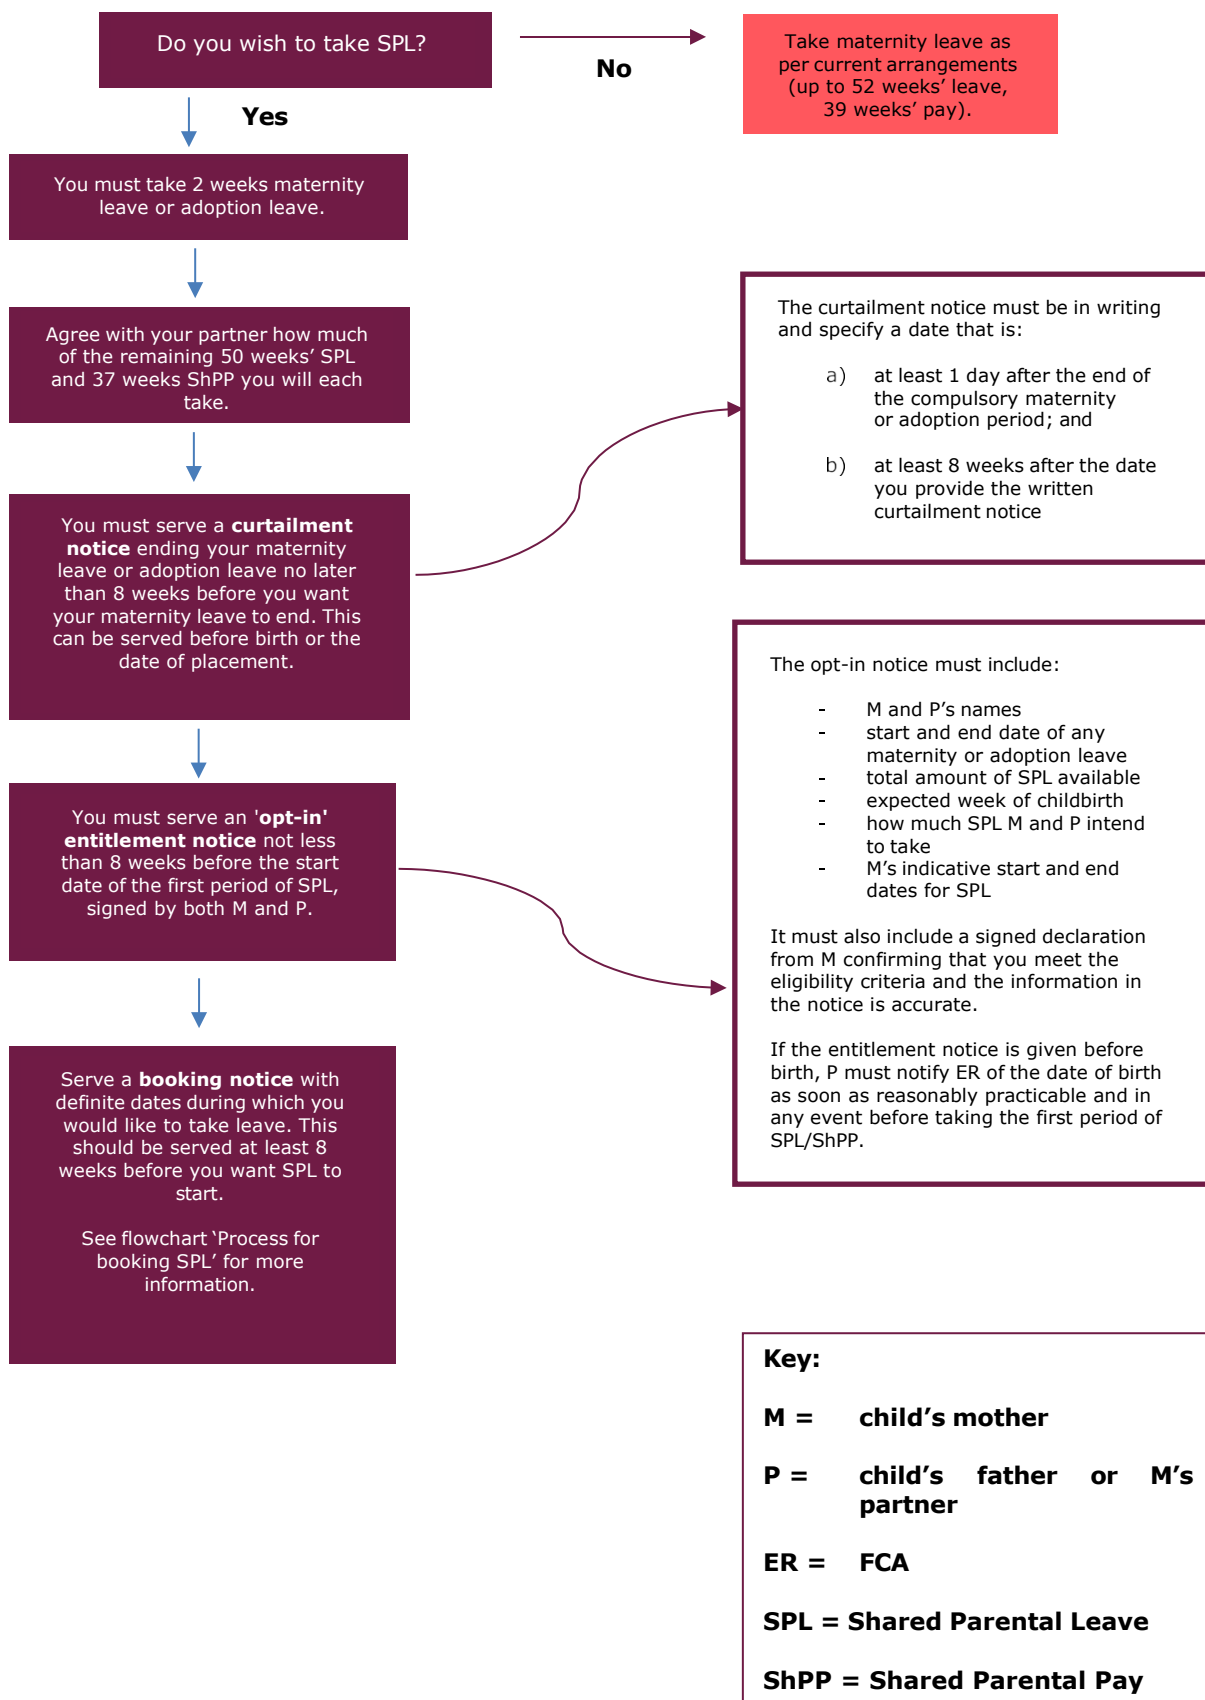 Do you wish to take SPL?
No
Take maternity leave as
per current arrangements
(up to 52 weeks’ leave,
39 weeks’ pay).
Yes
You must take 2 weeks maternity
leave or adoption leave.
Agree with your partner how much
of the remaining 50 weeks’ SPL
and 37 weeks ShPP you will each
take.
The curtailment notice must be in writing
and specify a date that is:
a) at least 1 day after the end of
the compulsory maternity
or adoption period; and
b) at least 8 weeks after the date
you provide the written
curtailment notice
You must serve a curtailment
notice ending your maternity
leave or adoption leave no later
than 8 weeks before you want
your maternity leave to end. This
can be served before birth or the
date of placement.
The opt-in notice must include:
- M and P’s names
- start and end date of any
maternity or adoption leave
- total amount of SPL available
- expected week of childbirth
- how much SPL M and P intend
to take
- M’s indicative start and end
dates for SPL
It must also include a signed declaration
from M confirming that you meet the
eligibility criteria and the information in
the notice is accurate.
If the entitlement notice is given before
birth, P must notify ER of the date of birth
as soon as reasonably practicable and in
any event before taking the first period of
SPL/ShPP.
You must serve an 'opt-in'
entitlement notice not less
than 8 weeks before the start
date of the first period of SPL,
signed by both M and P.
Serve a booking notice with
definite dates during which you
would like to take leave. This
should be served at least 8
weeks before you want SPL to
start.
See flowchart ‘Process for
booking SPL’ for more
information.
Key:
M = child’s mother
P = child’s father or M’s
partner
ER = FCA
SPL = Shared Parental Leave
ShPP = Shared Parental Pay